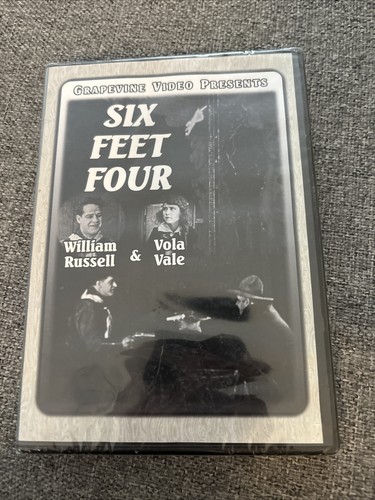 GRAPEVINE VIDEO PRESENTS
SIX
FEET
FOUR
William
Russell
&
Vola
Vale